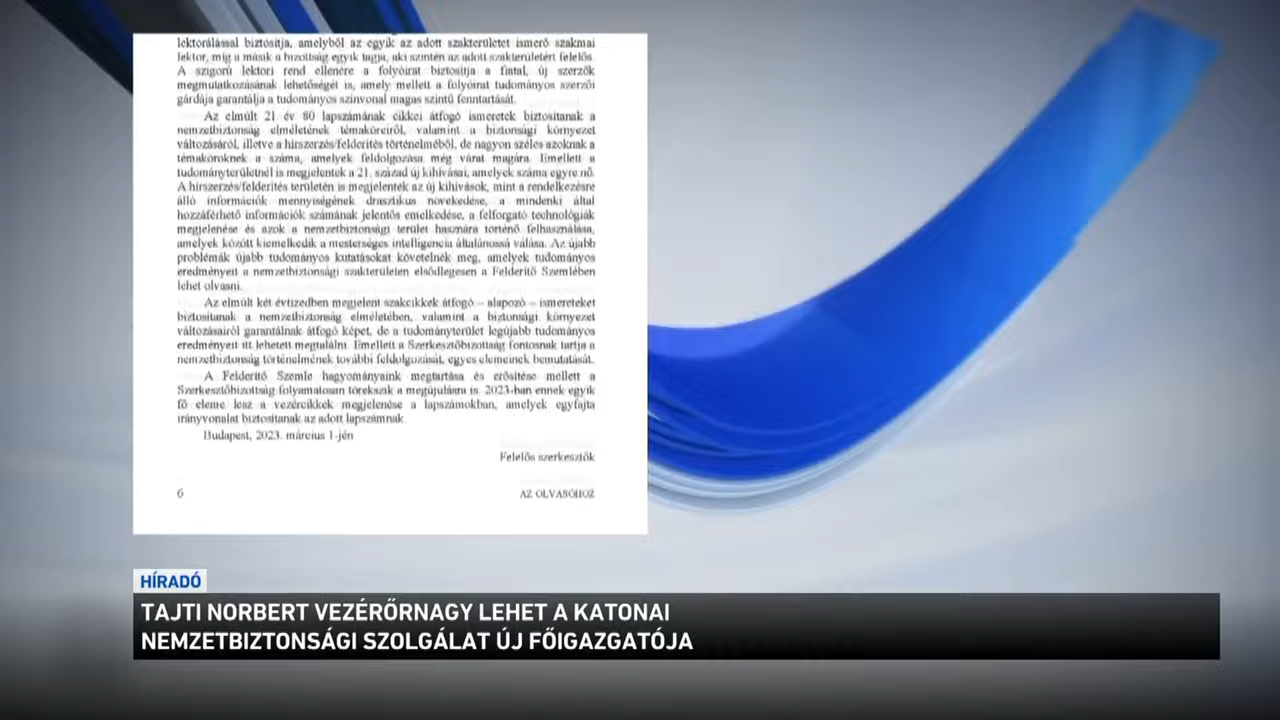 lektorálással biztosítja, amelyből az egyik az adott szakterületet ismerő szakmai
lektor, míg a másik a bizottság egyik tagja, aki szintén az adott szakterületért felelős.
A szigorú lektori rend ellenére a folyóirat biztosítja a fiatal, új szerzők
megmutatkozásának lehetőségét is, amely mellett a folyóirat tudományos szerzői
gárdája garantálja a tudományos színvonal magas szintű fenntartását.
Az elmúlt 21 év 80 lapszámának cikkei átfogó ismeretek biztosítanak a
nemzetbiztonság elméletének témaköreiről, valamint a biztonsági környezet
változásáról, illetve a hírszerzés/felderítés történelméből, de nagyon széles azoknak a
témaköröknek a száma, amelyek feldolgozása még várat magára. Emellett a
tudományterületnél is megjelentek a 21. század új kihívásai, amelyek száma egyre nő.
A hírszerzés/felderítés területén is megjelentek az új kihívások, mint a rendelkezésre
álló információk mennyiségének drasztikus növekedése, a mindenki által
hozzáférhető információk számának jelentős emelkedése, a felforgató technológiák
megjelenése és azok a nemzetbiztonsági terület hasznára történő felhasználása,
amelyek között kiemelkedik a mesterséges intelligencia általánossá válása. Az újabb
problémák újabb tudományos kutatásokat követelnek meg, amelyek tudományos
eredményeit a nemzetbiztonsági szakterületen elsődlegesen a Felderítő Szemlében
lehet olvasni.
Az elmúlt két évtizedben megjelent szakcikkek átfogó – alapozó – ismereteket
biztosítanak a nemzetbiztonság elméletében, valamint a biztonsági környezet
változásairól garantálnak átfogó képet, de a tudományterület legújabb tudományos
eredményeit itt lehetett megtalálni. Emellett a Szerkesztőbizottság fontosnak tartja a
nemzetbiztonság történelmének további feldolgozását, egyes elemeinek bemutatását.
A Felderítő Szemle hagyományaink megtartása és erősítése mellett a
Szerkesztőbizottság folyamatosan törekszik a megújulásra is. 2023-ban ennek egyik
fő eleme lesz a vezércikkek megjelenése a lapszámokban, amelyek egyfajta
irányvonalat biztosítanak az adott lapszámnak.
Budapest, 2023. március 1-jén
Felelős szerkesztők
6 AZ OLVASÓHOZ
HÍRADÓ
TAJTI NORBERT VEZÉRŐRNAGY LEHET A KATONAI
NEMZETBIZTONSÁGI SZOLGÁLAT ÚJ FŐIGAZGATÓJA